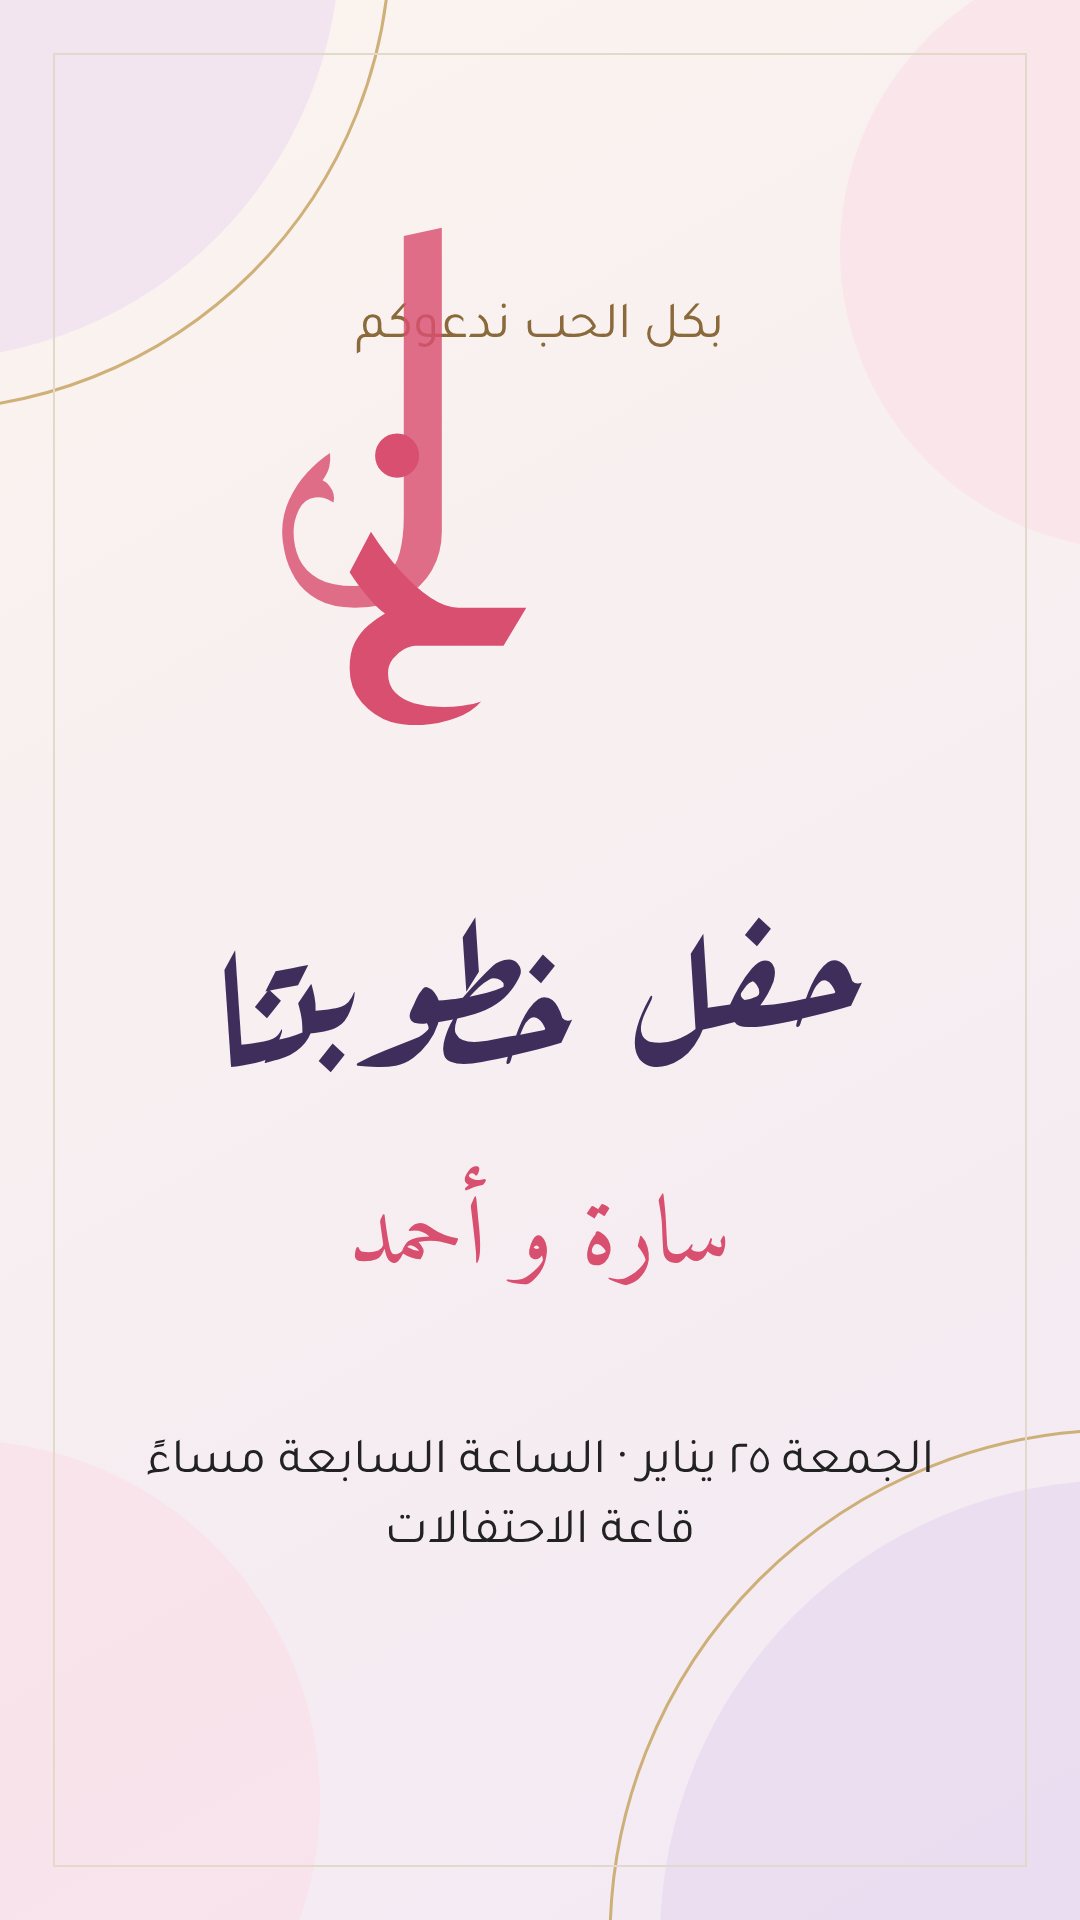 بكل الحب ندعوكم
حفل خطوبتنا
سارة و أحمد
الجمعة ٢٥ يناير · الساعة السابعة مساءً
قاعة الاحتفالات